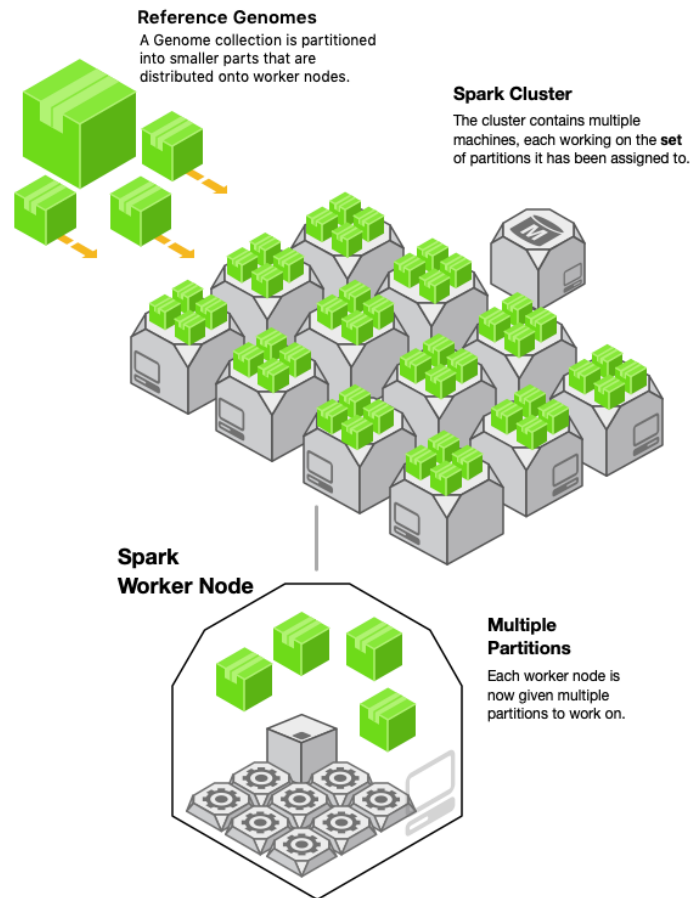 Reference Genomes
A Genome collection is partitioned
into smaller parts that are
distributed onto worker nodes.
Spark Cluster
The cluster contains multiple
machines, each working on the set
of partitions it has been assigned to.
M
Spark
Worker Node
Multiple
Partitions
Each worker node is
now given multiple
partitions to work on.